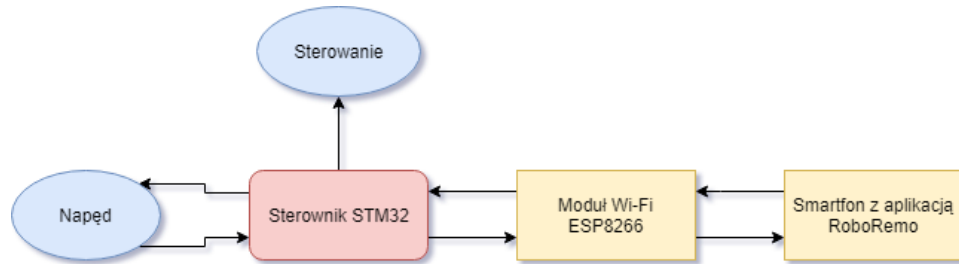 Sterowanie
Napęd
Sterownik STM32
Moduł Wi-Fi
ESP8266
Smartfon z aplikacją
RoboRemo